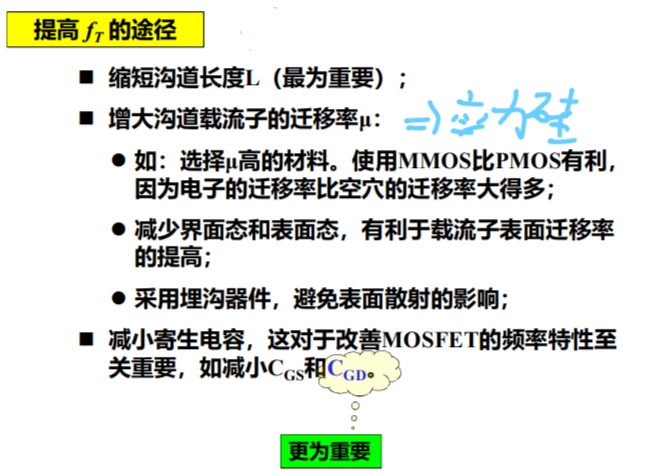 提高 fT 的途径
■ 缩短沟道长度L（最为重要）；
■ 增大沟道载流子的迁移率μ： ⇒ 应力硅
● 如：选择μ高的材料。使用MMOS比PMOS有利，
因为电子的迁移率比空穴的迁移率大得多；
● 减少界面态和表面态，有利于载流子表面迁移率
的提高；
● 采用埋沟器件，避免表面散射的影响；
■ 减小寄生电容，这对于改善MOSFET的频率特性至
关重要，如减小CGS和CGD。
更为重要